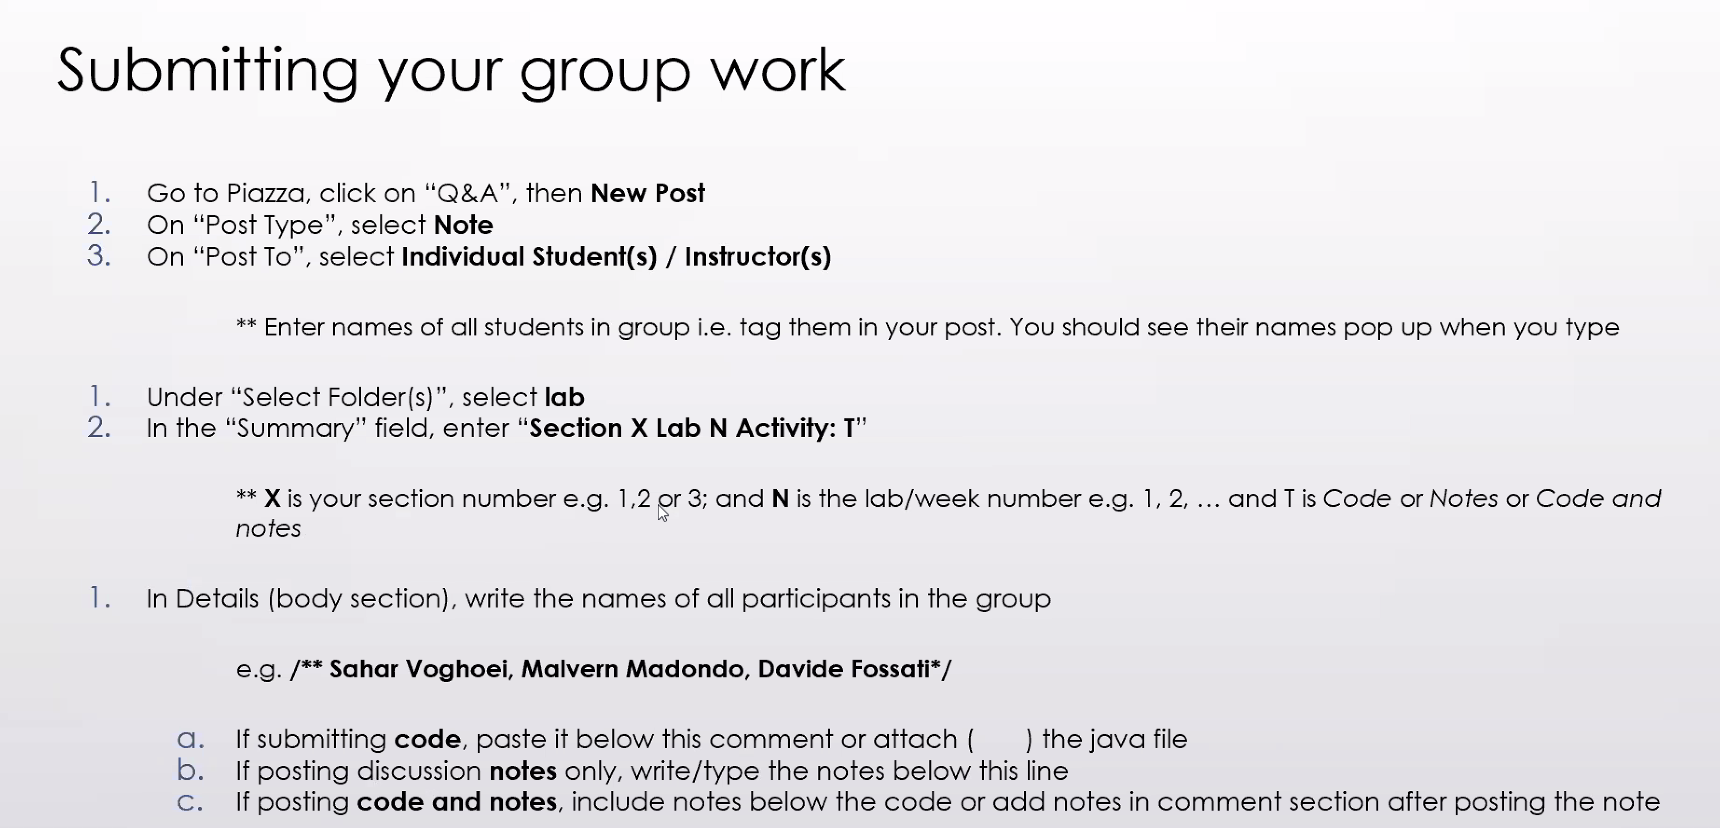 Submitting your group work
1. Go to Piazza, click on “Q&A”, then New Post
2. On “Post Type”, select Note
3. On “Post To”, select Individual Student(s) / Instructor(s)
** Enter names of all students in group i.e. tag them in your post. You should see their names pop up when you type
1. Under “Select Folder(s)”, select lab
2. In the “Summary” field, enter “Section X Lab N Activity: T”
** X is your section number e.g. 1,2 or 3; and N is the lab/week number e.g. 1, 2, … and T is Code or Notes or Code and
notes
1. In Details (body section), write the names of all participants in the group
e.g. /** Sahar Voghoei, Malvern Madondo, Davide Fossati*/
a. If submitting code, paste it below this comment or attach ( ) the java file
b. If posting discussion notes only, write/type the notes below this line
c. If posting code and notes, include notes below the code or add notes in comment section after posting the note